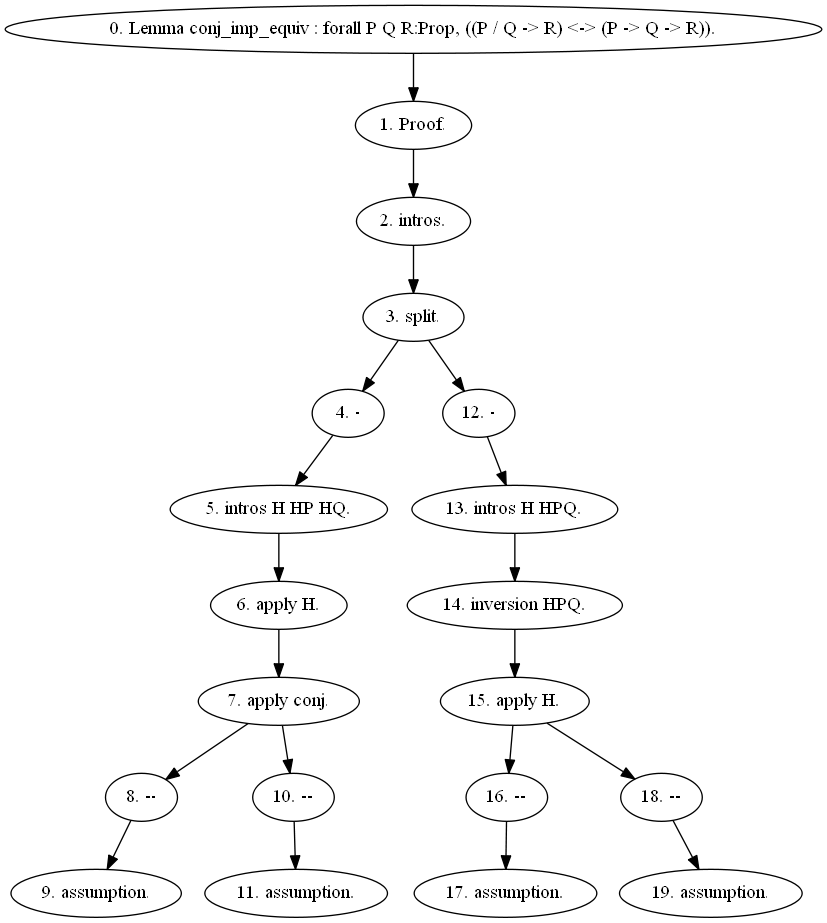 0. Lemma conj_imp_equiv : forall P Q R:Prop, ((P / Q -> R) <-> (P -> Q -> R)).
1. Proof.
2. intros.
3. split.
4. -
12. -
5. intros H HP HQ.
13. intros H HPQ.
6. apply H.
14. inversion HPQ.
7. apply conj.
15. apply H.
8. --
10. --
16. --
18. --
9. assumption.
11. assumption.
17. assumption.
19. assumption.